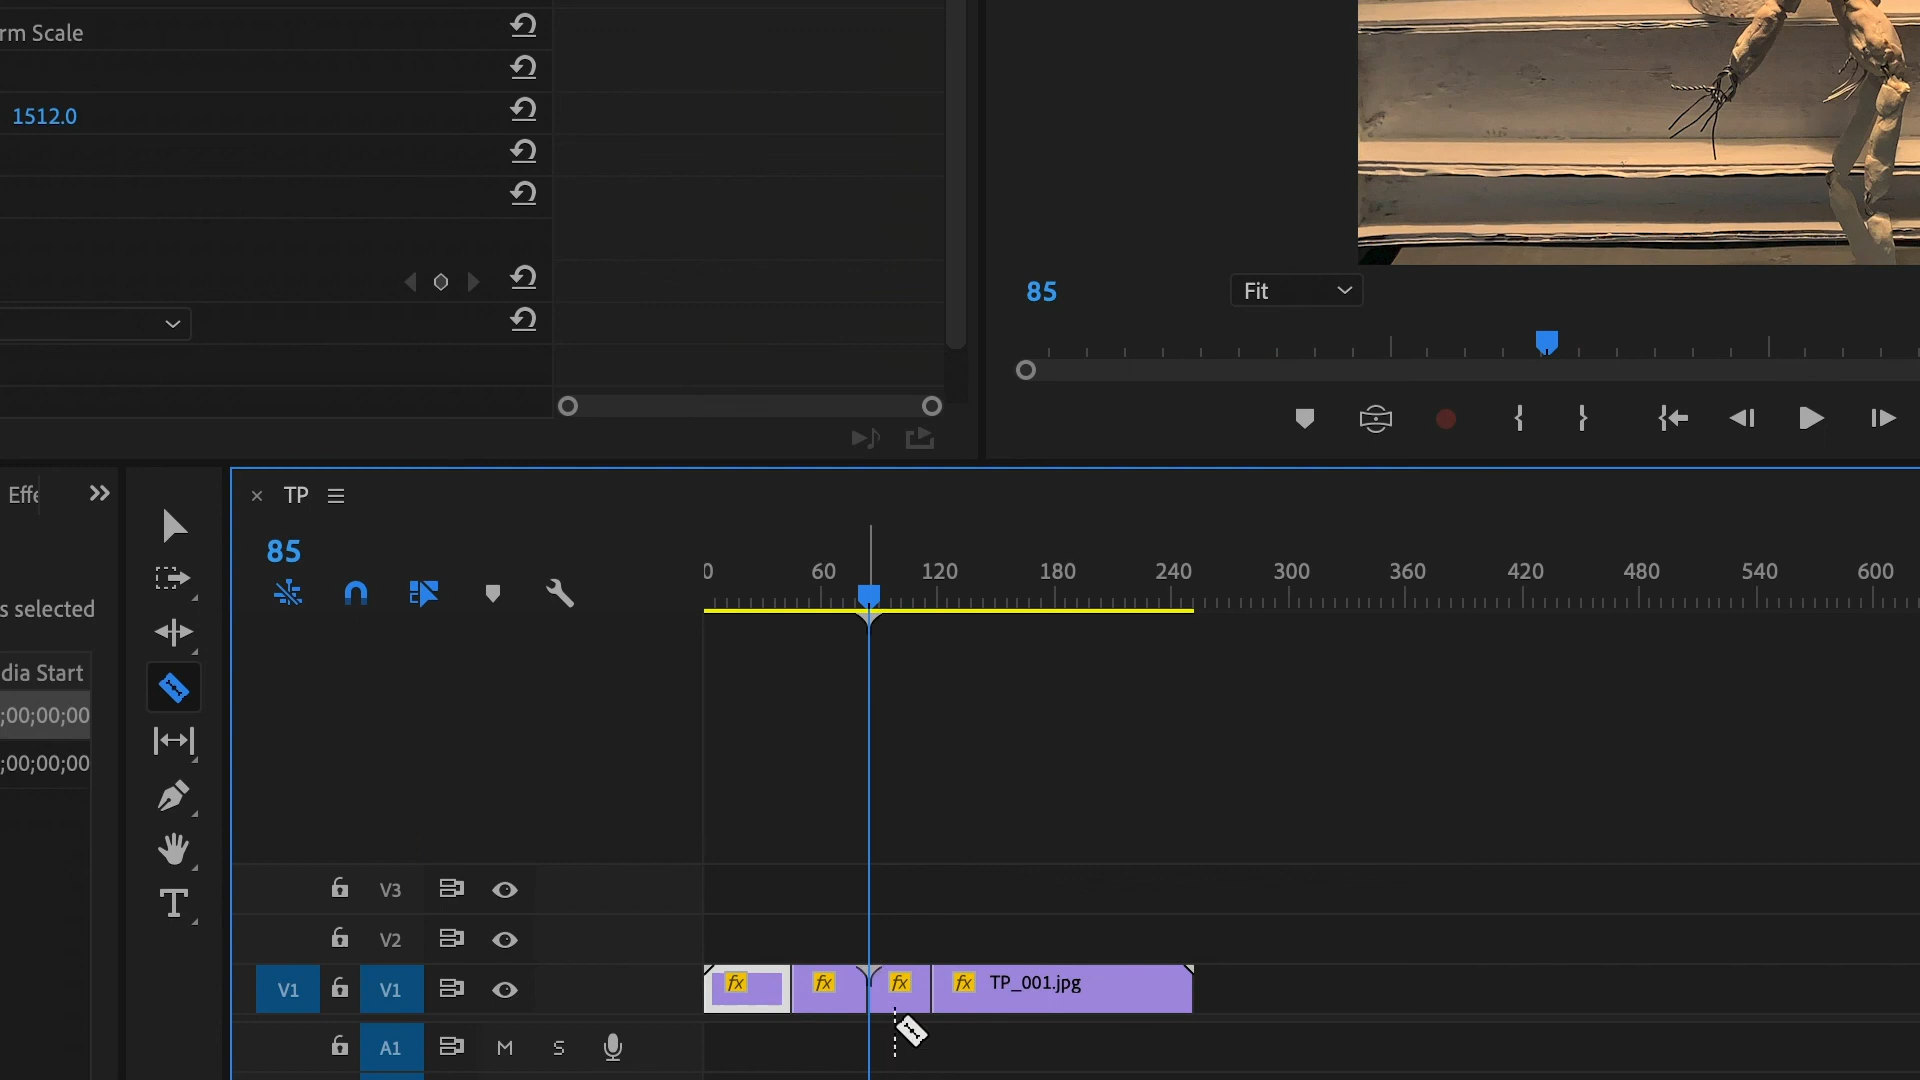 rm Scale
1512.0
85
Fit
Effe
TP
85
0 60 120 180 240 300 360 420 480 540 600
s selected
dia Start
;00;00;00
;00;00;00
T
V3
V2
V1 V1
fx fx fx fx TP_001.jpg
A1 M S